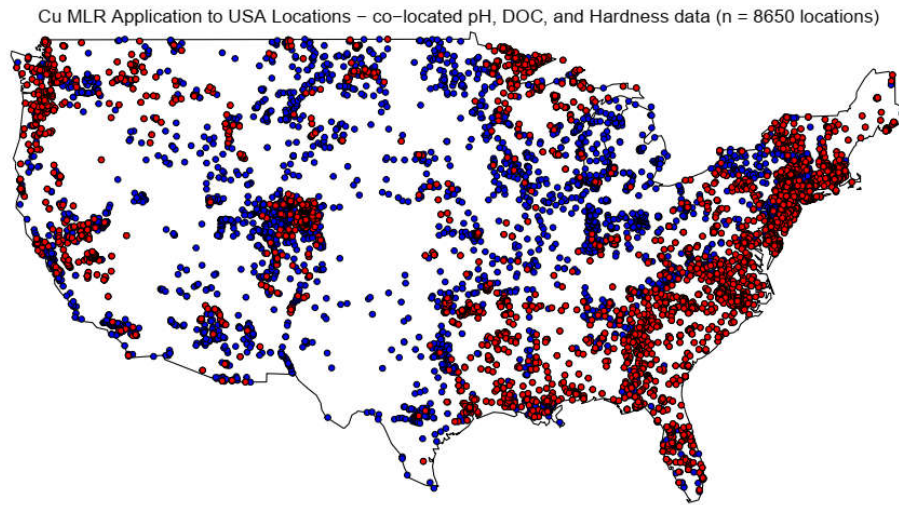 Cu MLR Application to USA Locations − co−located pH, DOC, and Hardness data (n = 8650 locations)